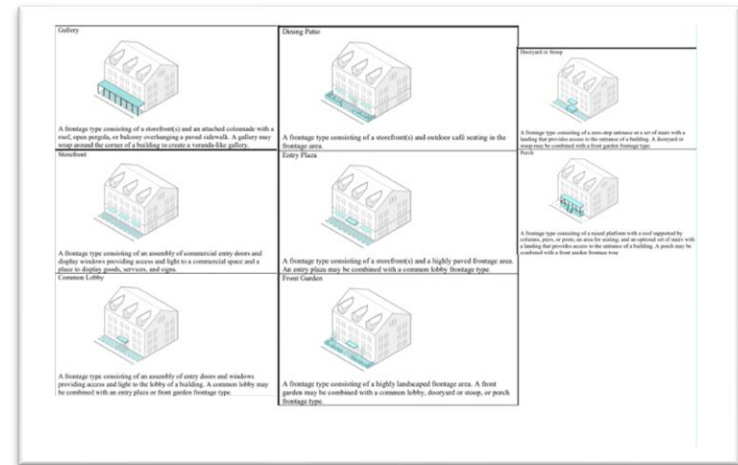 Gallery
A frontage type consisting of a storefront(s) and an attached colonnade with a
roof, open pergola, or balcony overhanging a paved sidewalk. A gallery may
wrap around the corner of a building to create a veranda-like gallery.
Storefront
A frontage type consisting of an assembly of commercial entry doors and
display windows providing access and light to a commercial space and a
place to display goods, services, and signs.
Common Lobby
A frontage type consisting of an assembly of entry doors and windows
providing access and light to the lobby of a building. A common lobby may
be combined with an entry plaza or front garden frontage type.
Dining Patio
A frontage type consisting of a storefront(s) and outdoor café seating in the
frontage area.
Entry Plaza
A frontage type consisting of a storefront(s) and a highly paved frontage area.
An entry plaza may be combined with a common lobby frontage type.
Front Garden
A frontage type consisting of a highly landscaped frontage area. A front
garden may be combined with a common lobby, dooryard or stoop, or porch
frontage type.
Dooryard or Stoop
A frontage type consisting of a zero-step entrance or a set of stairs with a
landing that provides access to the entrance of a building. A dooryard or
stoop may be combined with a front garden frontage type.
Porch
A frontage type consisting of a raised platform with a roof supported by
columns, piers, or posts; an area for seating; and an optional set of stairs with
a landing that provides access to the entrance of a building. A porch may be
combined with a front garden frontage type